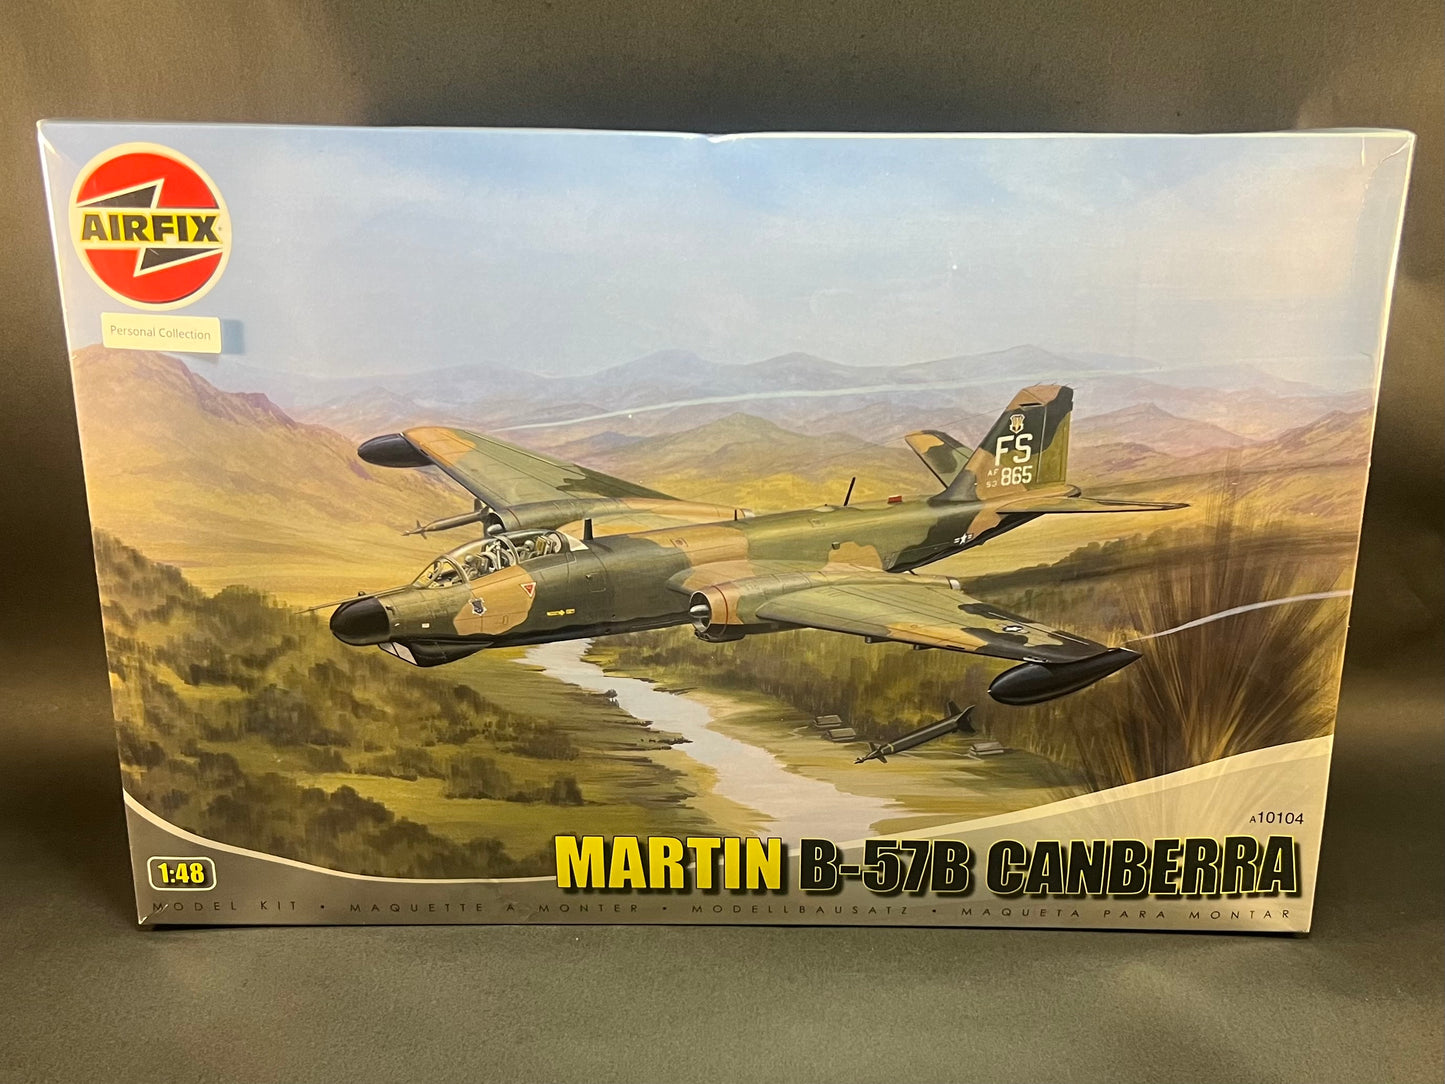 AIRFIX
Personal Collection
FS
AF 865
53
A10104
MARTIN B-57B CANBERRA
1:48
MODEL KIT • MAQUETTE À MONTER • MODELLBAUSATZ • MAQUETA PARA MONTAR